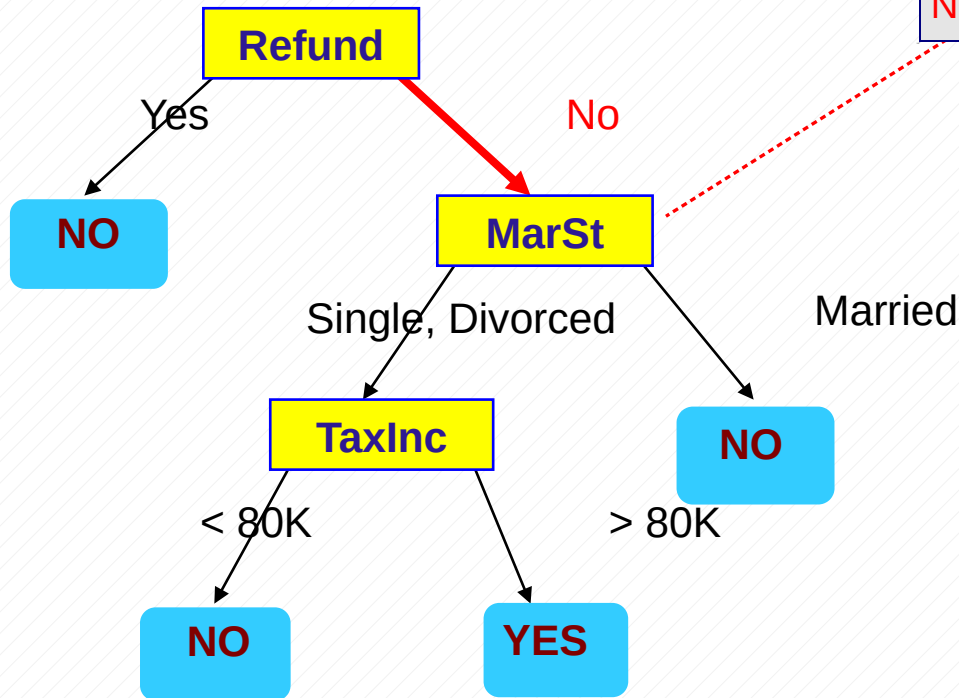 Refund
Yes
No
NO
MarSt
Single, Divorced
Married
TaxInc
NO
< 80K
> 80K
NO
YES